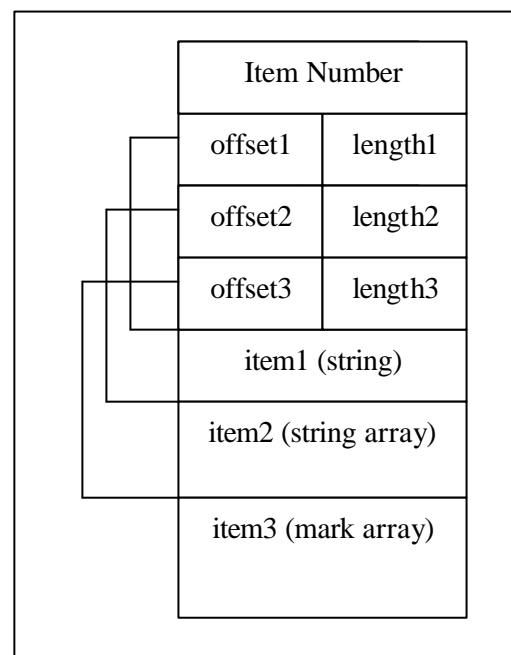 Item Number
offset1 length1
offset2 length2
offset3 length3
item1 (string)
item2 (string array)
item3 (mark array)